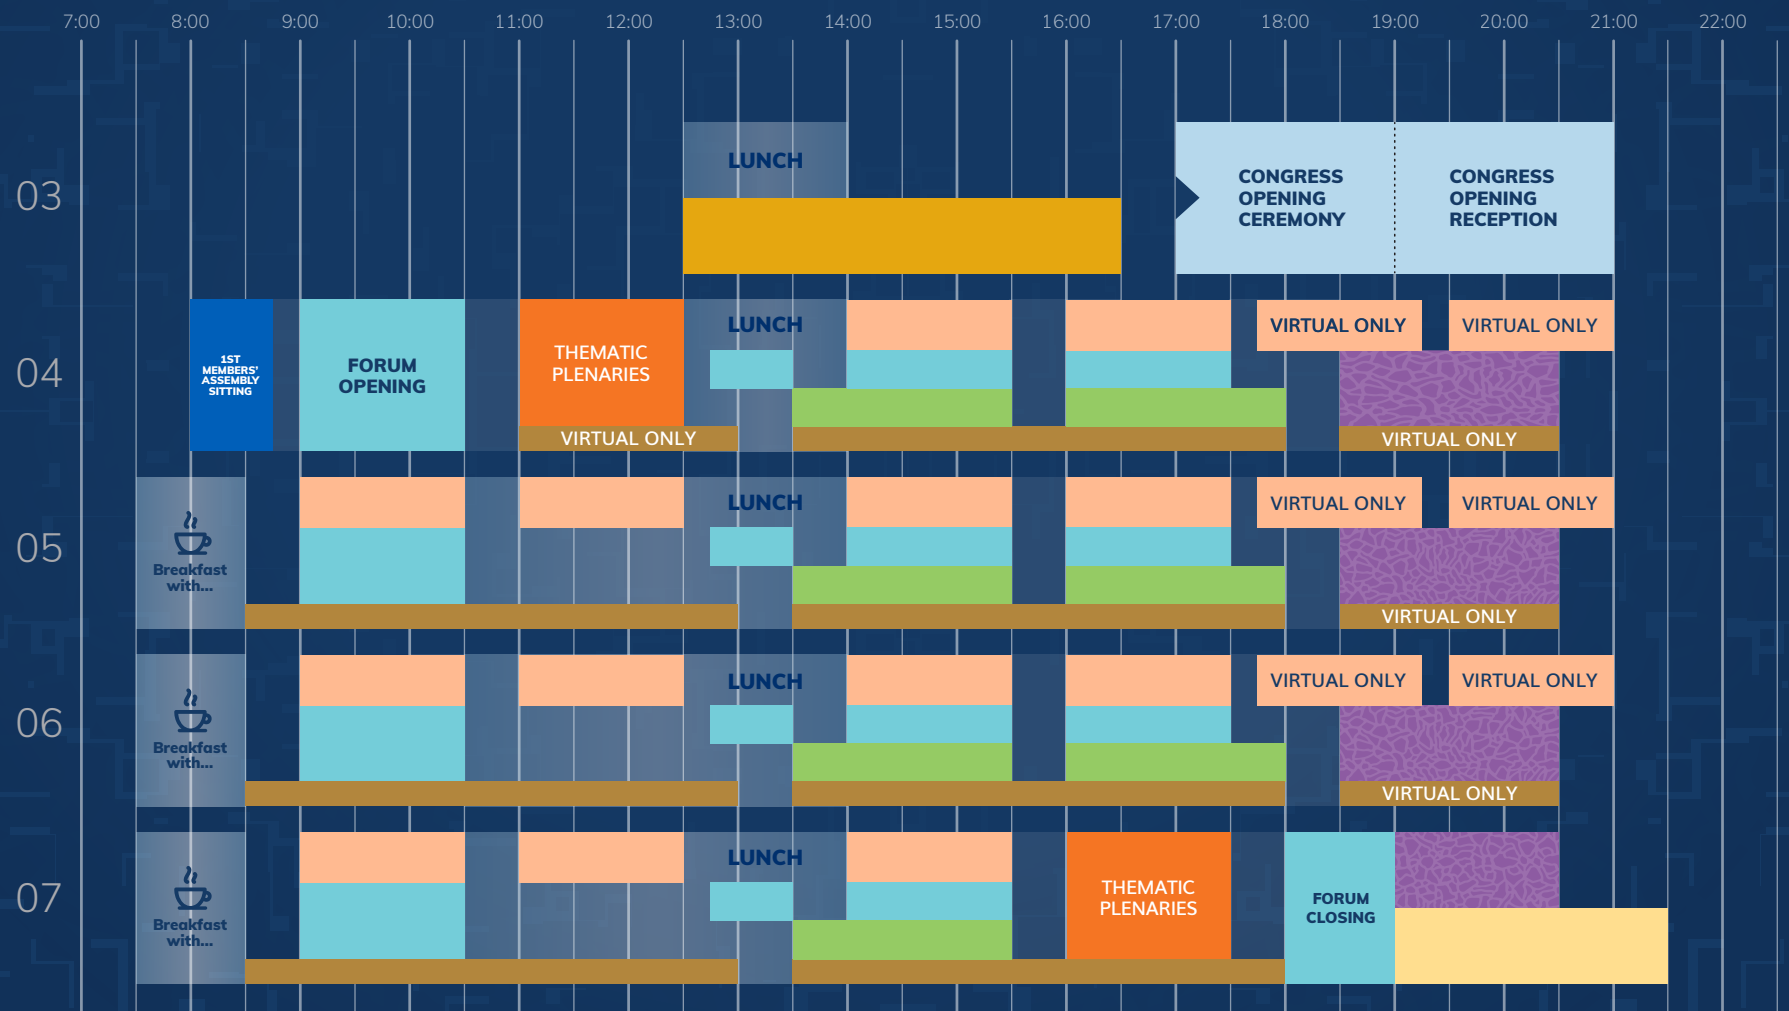 7:00 8:00 9:00 10:00 11:00 12:00 13:00 14:00 15:00 16:00 17:00 18:00 19:00 20:00 21:00 22:00
03
LUNCH
CONGRESS
OPENING
CEREMONY
CONGRESS
OPENING
RECEPTION
04
1ST
MEMBERS'
ASSEMBLY
SITTING
FORUM
OPENING
THEMATIC
PLENARIES
VIRTUAL ONLY
LUNCH
VIRTUAL ONLY
VIRTUAL ONLY
VIRTUAL ONLY
05
Breakfast
with...
LUNCH
VIRTUAL ONLY
VIRTUAL ONLY
VIRTUAL ONLY
06
Breakfast
with...
LUNCH
VIRTUAL ONLY
VIRTUAL ONLY
VIRTUAL ONLY
07
Breakfast
with...
LUNCH
THEMATIC
PLENARIES
FORUM
CLOSING